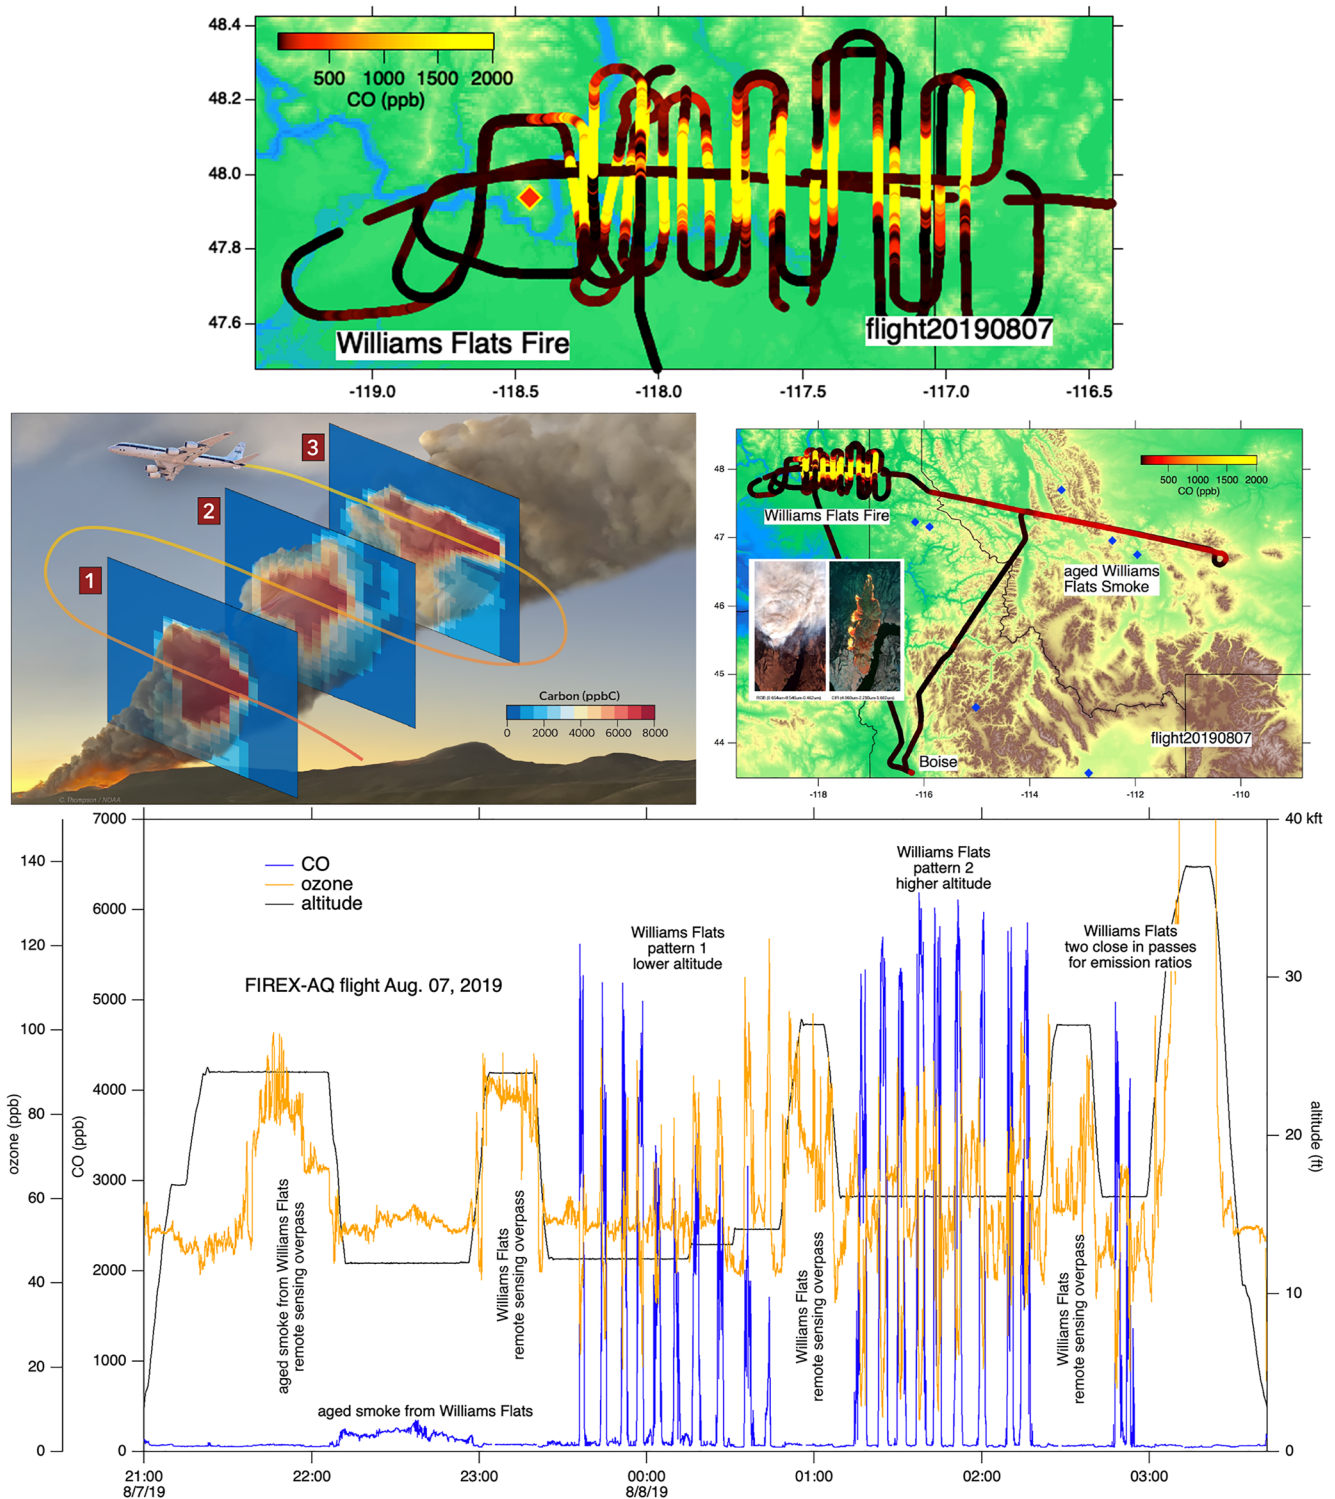 48.4
48.2
48.0
47.8
47.6
500 1000 1500 2000
CO (ppb)
Williams Flats Fire
flight20190807
-119.0 -118.5 -118.0 -117.5 -117.0 -116.5
1
2
3
Carbon (ppbC)
0 2000 4000 6000 8000
C. Thompson / NOAA
48
47
46
45
44
500 1000 1500 2000
CO (ppb)
Williams Flats Fire
aged Williams
Flats Smoke
flight20190807
Boise
-118 -116 -114 -112 -110
140
120
100
80
60
40
20
0
ozone (ppb)
7000
6000
5000
4000
3000
2000
1000
0
CO (ppb)
CO
ozone
altitude
FIREX-AQ flight Aug. 07, 2019
aged smoke from Williams Flats
remote sensing overpass
aged smoke from Williams Flats
Williams Flats
remote sensing overpass
Williams Flats
pattern 1
lower altitude
Williams Flats
remote sensing overpass
Williams Flats
pattern 2
higher altitude
Williams Flats
remote sensing overpass
Williams Flats
two close in passes
for emission ratios
40 kft
30
20
10
0
altitude (ft)
21:00 22:00 23:00 00:00 01:00 02:00 03:00
8/7/19 8/8/19